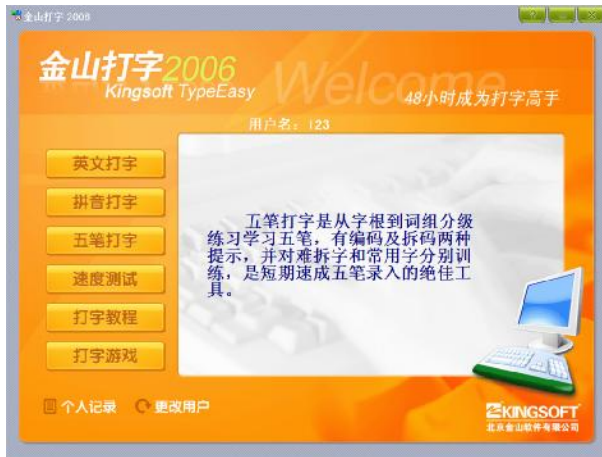 金山打字 2006
金山打字2006
Kingsoft TypeEasy
Welcome
48小时成为打字高手
用户名：123
英文打字
拼音打字
五笔打字
速度测试
打字教程
打字游戏
五笔打字是从字根到词组分级
练习学习五笔，有编码及拆码两种
提示，并对难拆字和常用字分别训
练，是短期速成五笔录入的绝佳工
具。
个人记录
更改用户
KINGSOFT
北京金山软件有限公司